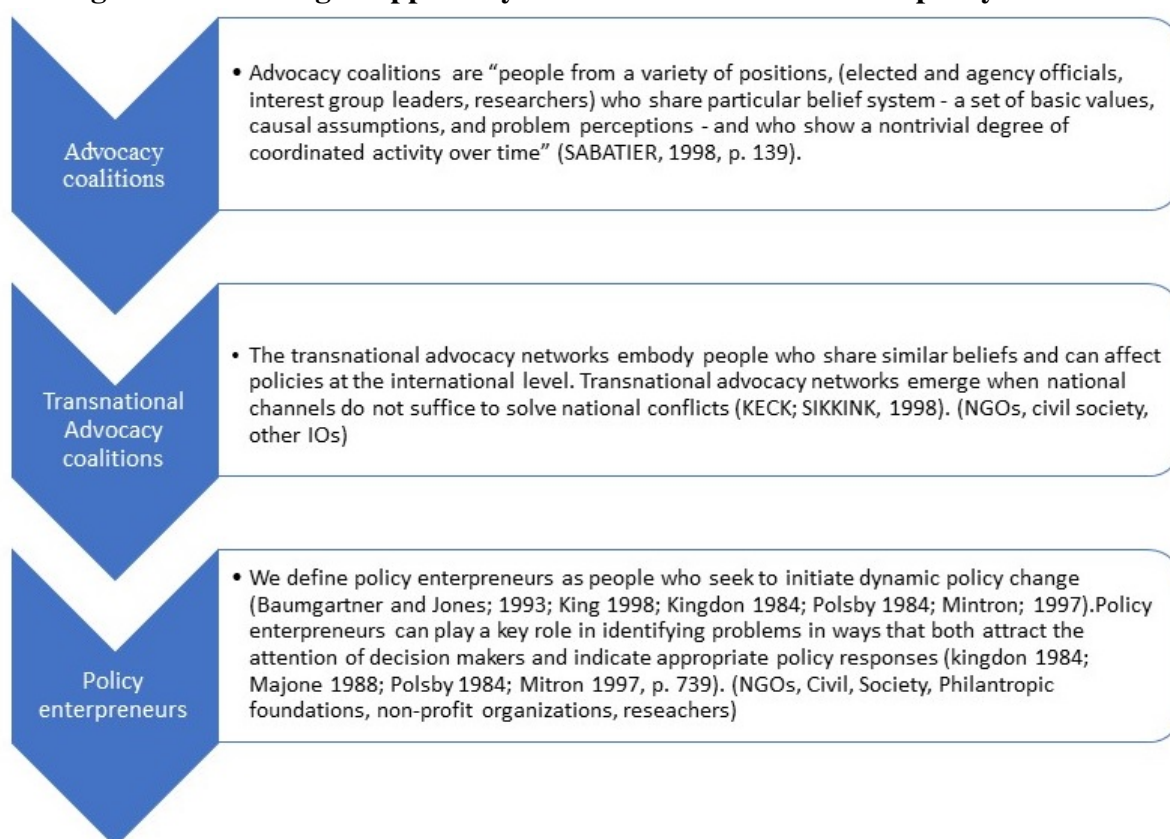 Advocacy
coalitions
• Advocacy coalitions are “people from a variety of positions, (elected and agency officials,
interest group leaders, researchers) who share particular belief system - a set of basic values,
causal assumptions, and problem perceptions - and who show a nontrivial degree of
coordinated activity over time” (SABATIER, 1998, p. 139).
Transnational
Advocacy
coalitions
• The transnational advocacy networks embody people who share similar beliefs and can affect
policies at the international level. Transnational advocacy networks emerge when national
channels do not suffice to solve national conflicts (KECK; SIKKINK, 1998). (NGOs, civil society,
other IOs)
Policy
enterpreneurs
• We define policy enterpreneurs as people who seek to initiate dynamic policy change
(Baumgartner and Jones; 1993; King 1998; Kingdon 1984; Polsby 1984; Mintron; 1997).Policy
enterpreneurs can play a key role in identifying problems in ways that both attract the
attention of decision makers and indicate appropriate policy responses (kingdon 1984;
Majone 1988; Polsby 1984; Mitron 1997, p. 739). (NGOs, Civil, Society, Philantropic
foundations, non-profit organizations, reseachers)